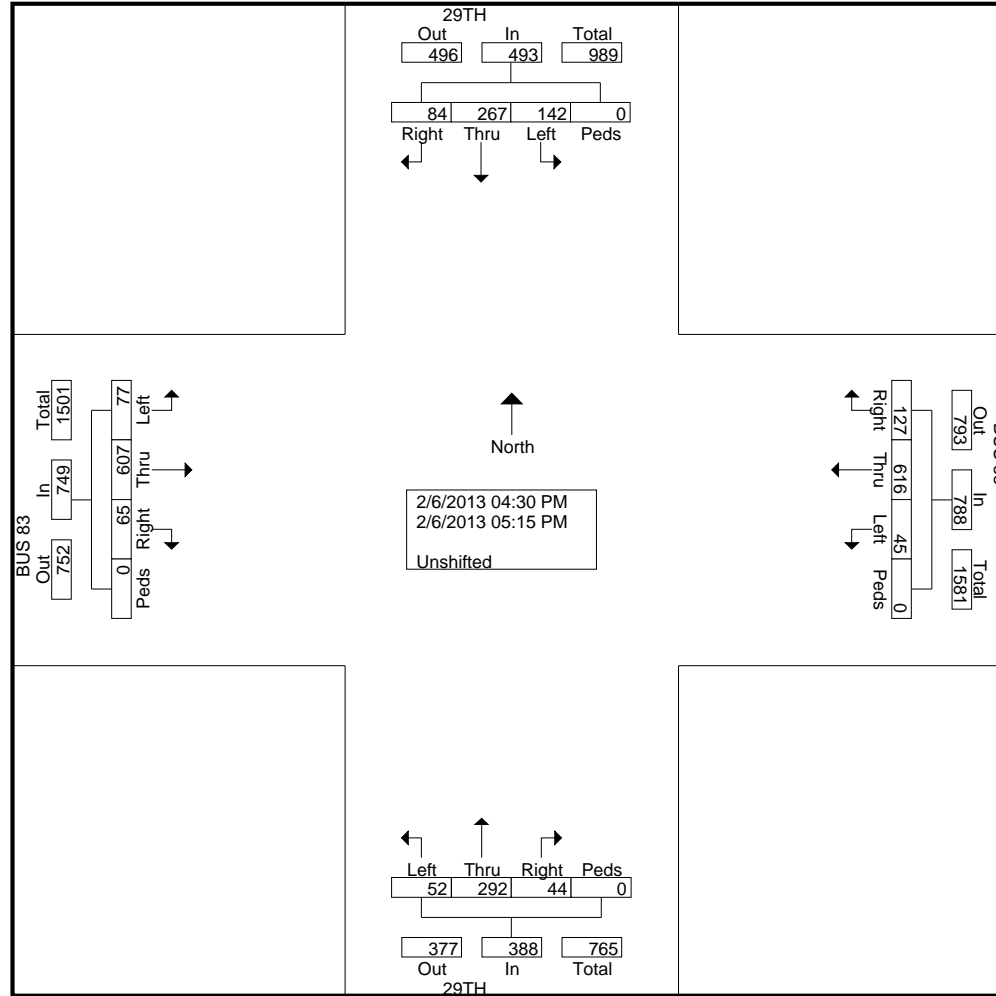 29TH
Out In Total
496 493 989
84 267 142 0
Right Thru Left Peds
Total In Out
1501 749 752
BUS 83
77 607 65 0
Left Thru Right Peds
North
2/6/2013 04:30 PM
2/6/2013 05:15 PM
Unshifted
Right Thru Left Peds
127 616 45 0
Out In Total
793 788 1581
Left Thru Right Peds
52 292 44 0
377 388 765
Out In Total
29TH